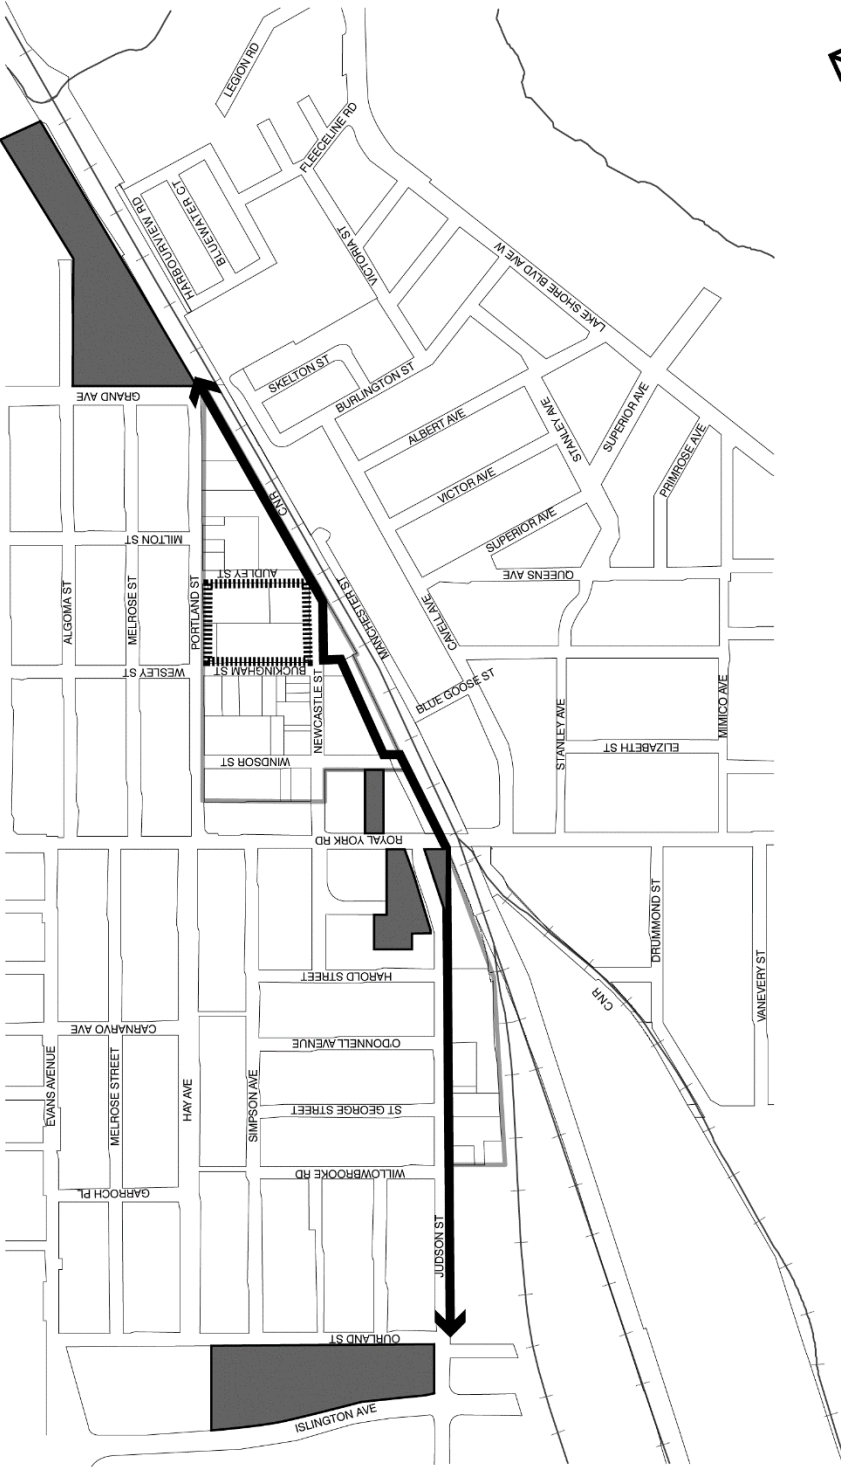 LEGION RD
FLEECELINE RD
HARBOURVIEW RD
BLUEWATER CT
VICTORIA ST
LAKE SHORE BLVD AVE W
SKELTON ST
BURLINGTON ST
GRAND AVE
ALBERT AVE
STANLEY AVE
SUPERIOR AVE
PRIMROSE AVE
VICTOR AVE
CNR
SUPERIOR AVE
MILTON ST
AUDLEY ST
QUEENS AVE
ALGOMA ST
MELROSE ST
PORTLAND ST
MANCHESTER ST
CAVELL AVE
WESLEY ST
BUCKINGHAM ST
NEWCASTLE ST
BLUE GOOSE ST
STANLEY AVE
MIMICO AVE
ELIZABETH ST
WINDSOR ST
ROYAL YORK RD
DRUMMOND ST
VANEVERY ST
HAROLD STREET
CNR
CARNARVO AVE
O'DONNELL AVENUE
EVANS AVENUE
MELROSE STREET
HAY AVE
SIMPSON AVE
ST GEORGE STREET
WILLOWBROOKE RD
GARROCH PL
JUDSON ST
OURLAND ST
ISLINGTON AVE